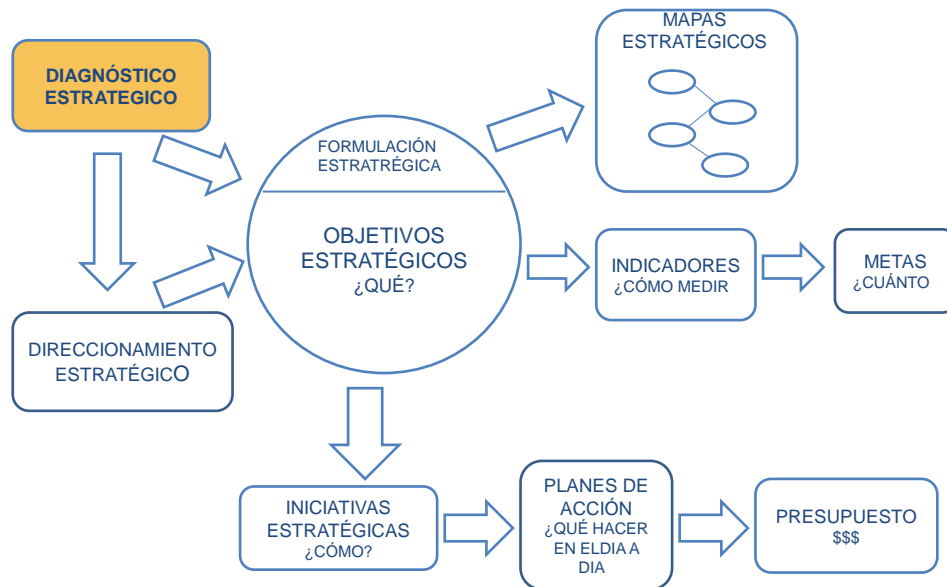 DIAGNÓSTICO
ESTRATEGICO
MAPAS
ESTRATÉGICOS
FORMULACIÓN
ESTRATRÉGICA
OBJETIVOS
ESTRATÉGICOS
¿QUÉ?
INDICADORES
¿CÓMO MEDIR
METAS
¿CUÁNTO
DIRECCIONAMIENTO
ESTRATÉGICO
INICIATIVAS
ESTRATÉGICAS
¿CÓMO?
PLANES DE
ACCIÓN
¿QUÉ HACER
EN ELDIA A
DIA
PRESUPUESTO
$$$